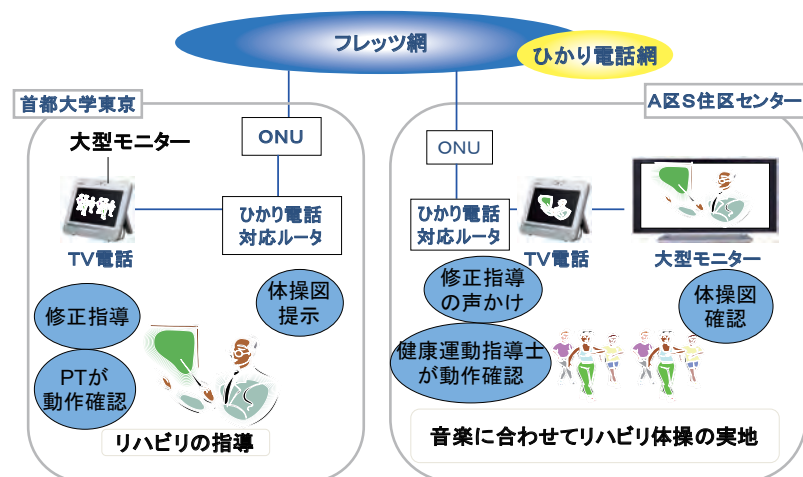 フレッツ網
ひかり電話網
首都大学東京
大型モニター
ONU
ひかり電話
対応ルータ
TV電話
修正指導
体操図
提示
PTが
動作確認
リハビリの指導
A区S住区センター
ONU
ひかり電話
対応ルータ
TV電話
大型モニター
修正指導
の声かけ
体操図
確認
健康運動指導士
が動作確認
音楽に合わせてリハビリ体操の実地